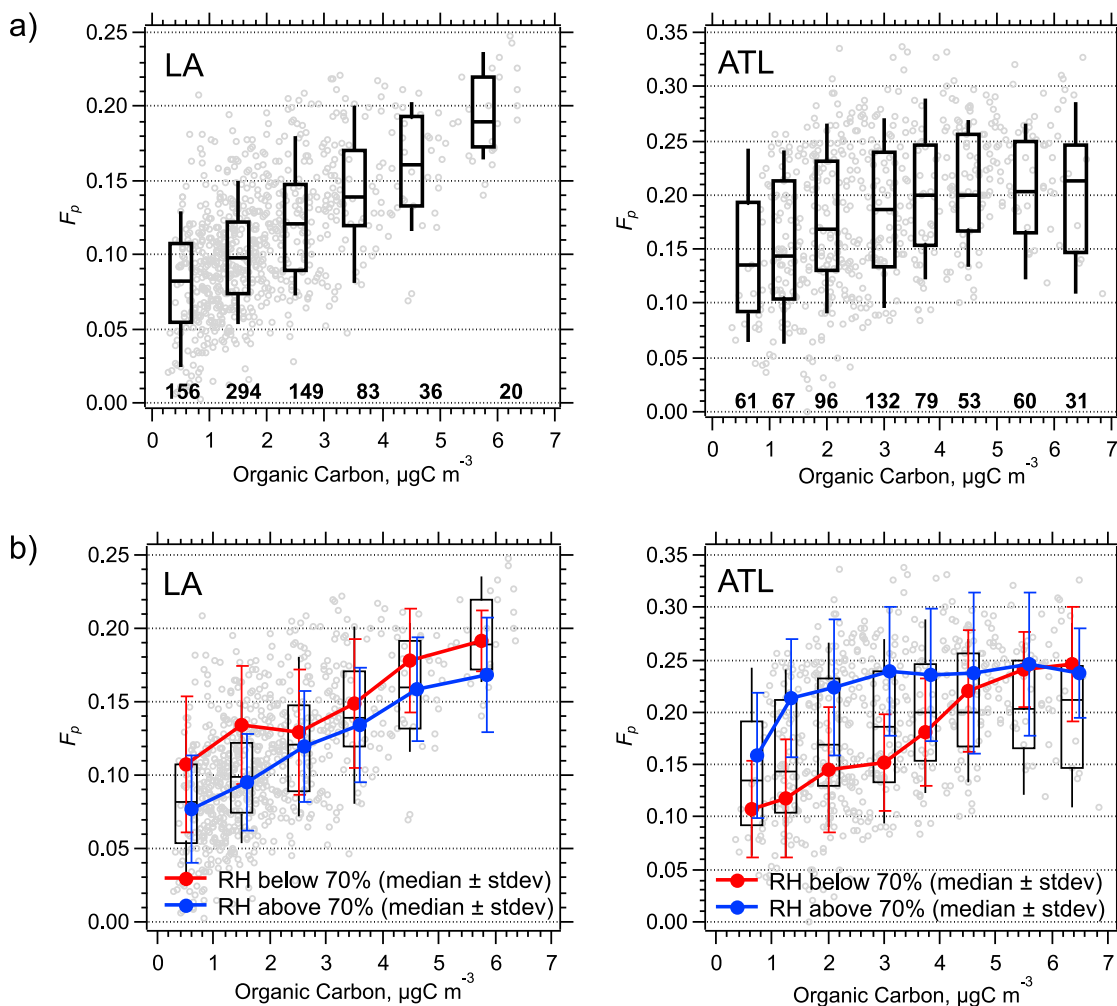 a)
LA
0.25
0.20
0.15
0.10
0.05
0.00
Fp
156 294 149 83 36 20
0 1 2 3 4 5 6 7
Organic Carbon, µgC m-3
ATL
0.35
0.30
0.25
0.20
0.15
0.10
0.05
0.00
Fp
61 67 96 132 79 53 60 31
0 1 2 3 4 5 6 7
Organic Carbon, µgC m-3
b)
LA
0.25
0.20
0.15
0.10
0.05
0.00
Fp
RH below 70% (median ± stdev)
RH above 70% (median ± stdev)
0 1 2 3 4 5 6 7
Organic Carbon, µgC m-3
ATL
0.35
0.30
0.25
0.20
0.15
0.10
0.05
0.00
Fp
RH below 70% (median ± stdev)
RH above 70% (median ± stdev)
0 1 2 3 4 5 6 7
Organic Carbon, µgC m-3